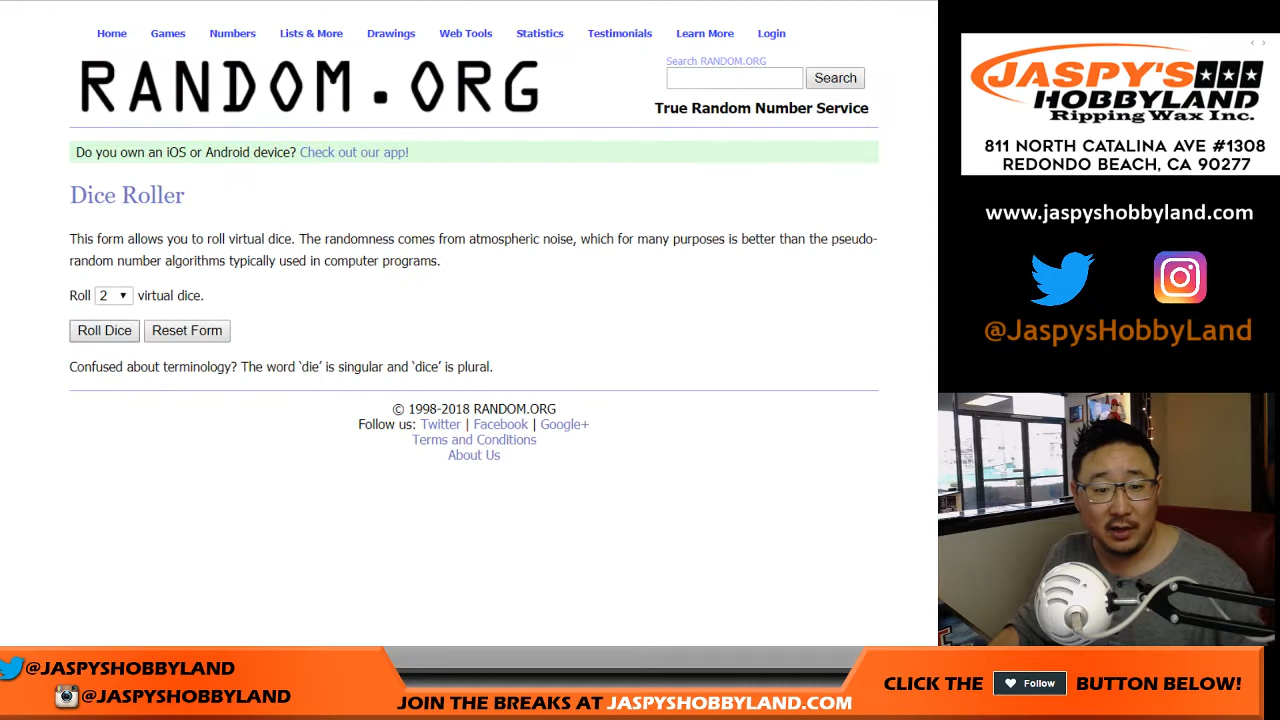 Home Games Numbers Lists & More Drawings Web Tools Statistics Testimonials Learn More Login
RANDOM.ORG
Search RANDOM.ORG
Search
True Random Number Service
Do you own an iOS or Android device? Check out our app!
Dice Roller
This form allows you to roll virtual dice. The randomness comes from atmospheric noise, which for many purposes is better than the pseudo-
random number algorithms typically used in computer programs.
Roll 2 virtual dice.
Roll Dice Reset Form
Confused about terminology? The word ‘die’ is singular and ‘dice’ is plural.
© 1998-2018 RANDOM.ORG
Follow us: Twitter | Facebook | Google+
Terms and Conditions
About Us
JASPY'S
HOBBYLAND
Ripping Wax Inc.
811 NORTH CATALINA AVE #1308
REDONDO BEACH, CA 90277
www.jaspyshobbyland.com
@JaspysHobbyLand
@JASPYSHOBBYLAND
@JASPYSHOBBYLAND
JOIN THE BREAKS AT JASPYSHOBBYLAND.COM
CLICK THE Follow BUTTON BELOW!